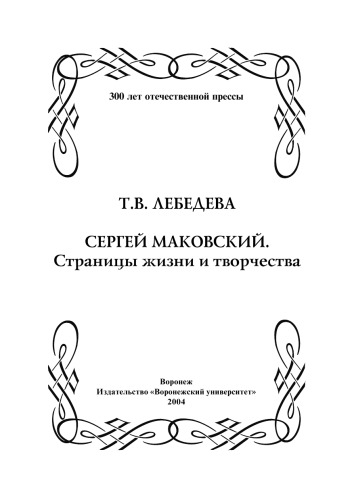 300 лет отечественной прессы
Т.В. ЛЕБЕДЕВА
СЕРГЕЙ МАКОВСКИЙ.
Страницы жизни и творчества
Воронеж
Издательство «Воронежский университет»
2004